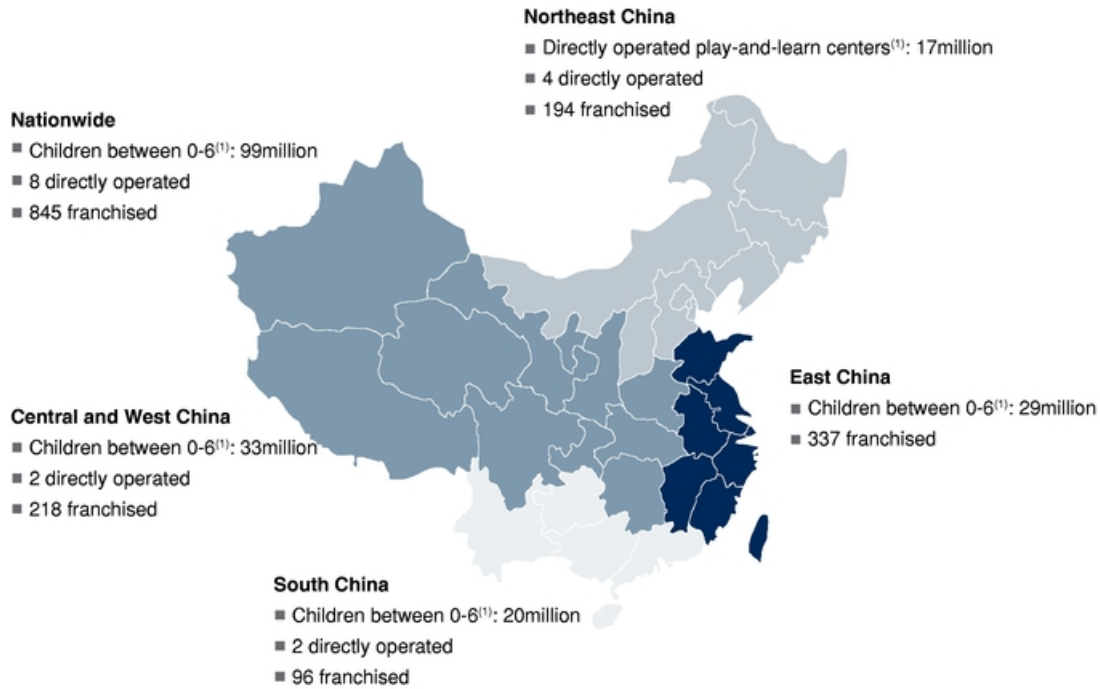 Northeast China
■ Directly operated play-and-learn centers⁽¹⁾: 17million
■ 4 directly operated
■ 194 franchised
Nationwide
■ Children between 0-6⁽¹⁾: 99million
■ 8 directly operated
■ 845 franchised
East China
■ Children between 0-6⁽¹⁾: 29million
■ 337 franchised
Central and West China
■ Children between 0-6⁽¹⁾: 33million
■ 2 directly operated
■ 218 franchised
South China
■ Children between 0-6⁽¹⁾: 20million
■ 2 directly operated
■ 96 franchised